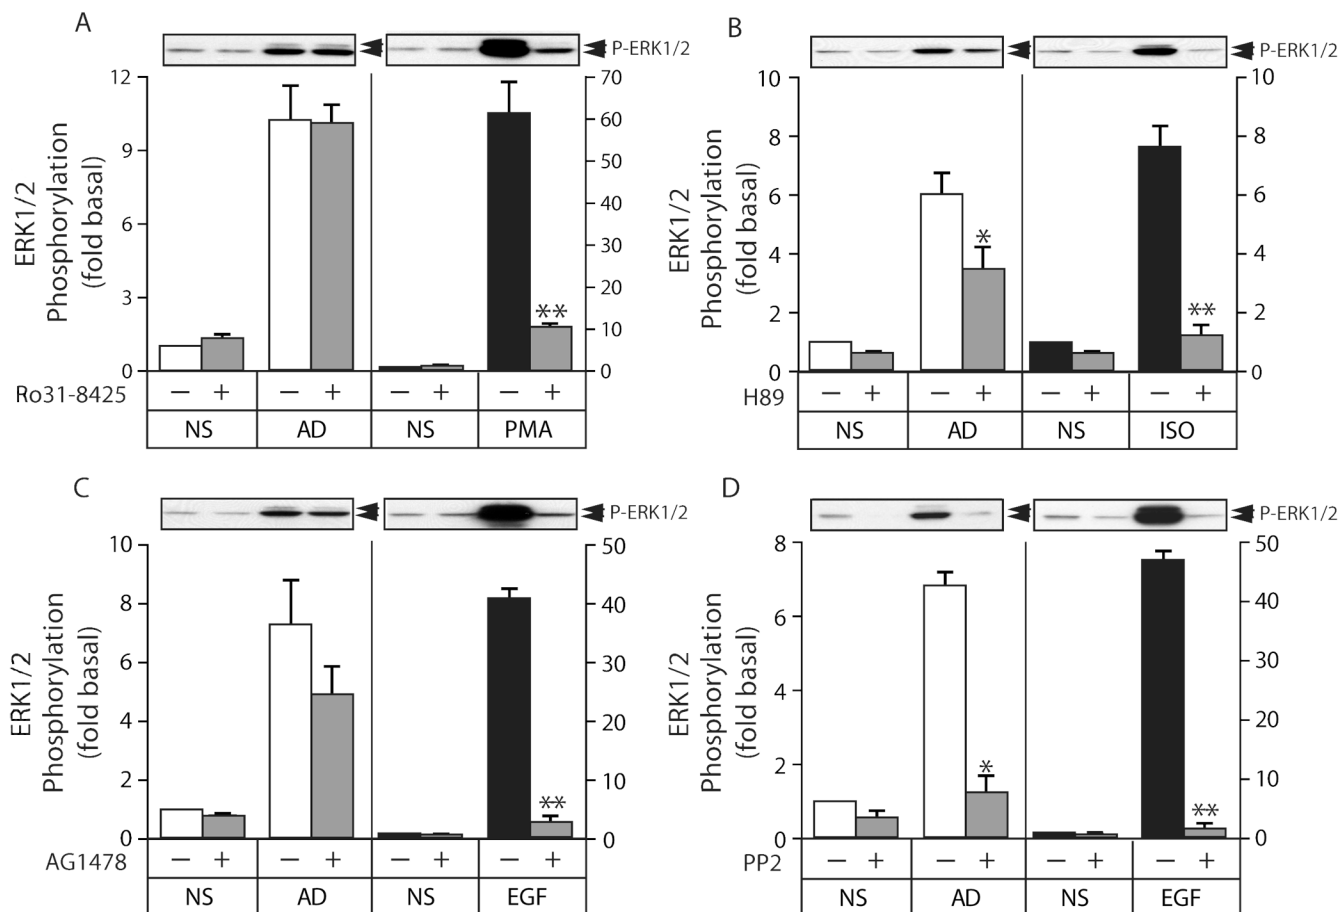 A
P-ERK1/2
12
9
6
3
0
70
60
50
40
30
20
10
0
ERK1/2
Phosphorylation
(fold basal)
**
Ro31-8425 – + – + – + – +
NS AD NS PMA
B
P-ERK1/2
10
8
6
4
2
0
10
8
6
4
2
0
ERK1/2
Phosphorylation
(fold basal)
*
**
H89 – + – + – + – +
NS AD NS ISO
C
P-ERK1/2
10
8
6
4
2
0
50
40
30
20
10
0
ERK1/2
Phosphorylation
(fold basal)
**
AG1478 – + – + – + – +
NS AD NS EGF
D
P-ERK1/2
8
6
4
2
0
50
40
30
20
10
0
ERK1/2
Phosphorylation
(fold basal)
*
**
PP2 – + – + – + – +
NS AD NS EGF